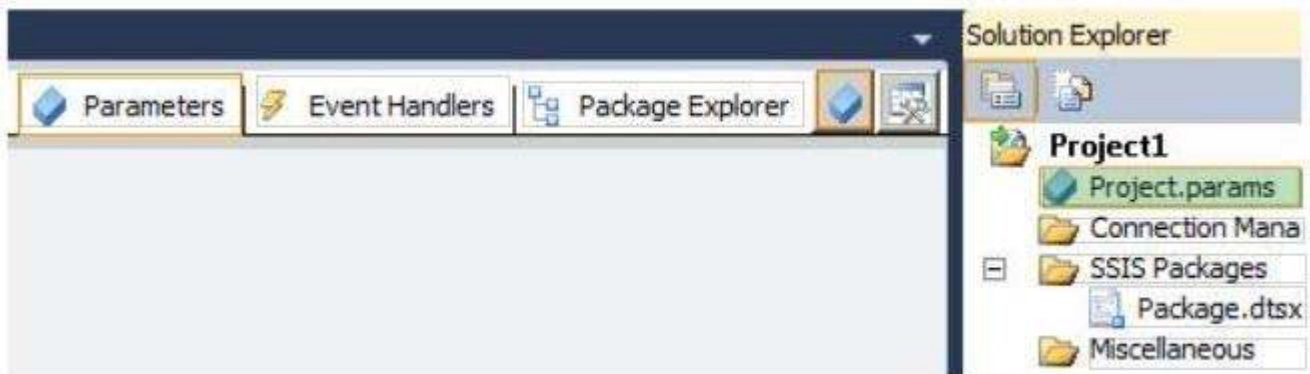 Parameters
Event Handlers
Package Explorer
Solution Explorer
Project1
Project.params
Connection Mana
SSIS Packages
Package.dtsx
Miscellaneous